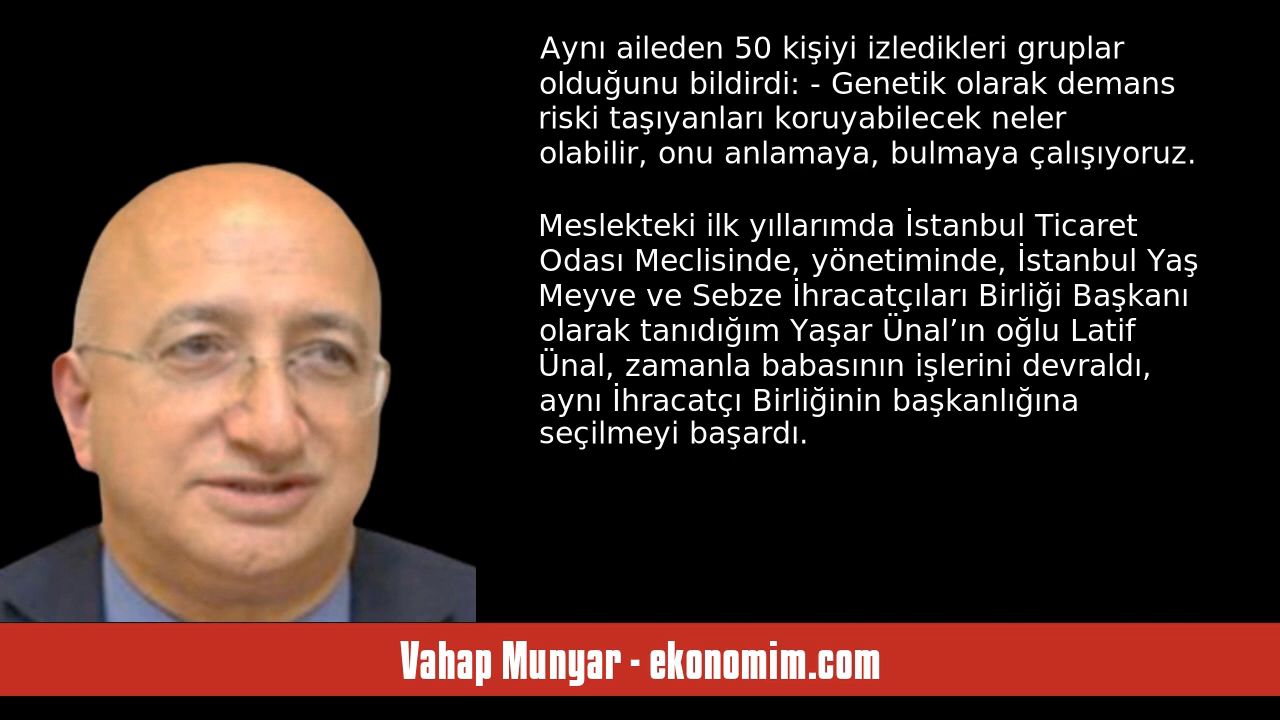 Aynı aileden 50 kişiyi izledikleri gruplar
olduğunu bildirdi: - Genetik olarak demans
riski taşıyanları koruyabilecek neler
olabilir, onu anlamaya, bulmaya çalışıyoruz.
Meslekteki ilk yıllarımda İstanbul Ticaret
Odası Meclisinde, yönetiminde, İstanbul Yaş
Meyve ve Sebze İhracatçıları Birliği Başkanı
olarak tanıdığım Yaşar Ünal’ın oğlu Latif
Ünal, zamanla babasının işlerini devraldı,
aynı İhracatçı Birliğinin başkanlığına
seçilmeyi başardı.
Vahap Munyar - ekonomim.com